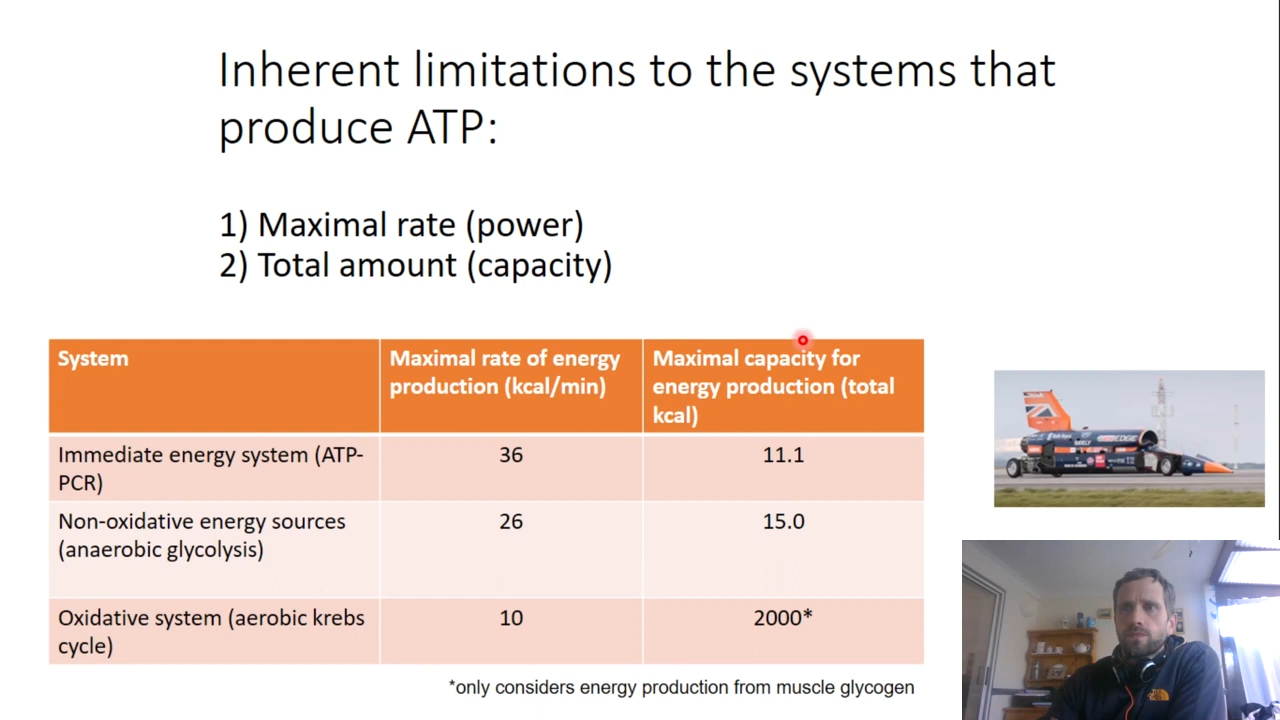 Inherent limitations to the systems that
produce ATP:
1) Maximal rate (power)
2) Total amount (capacity)
System
Maximal rate of energy
production (kcal/min)
Maximal capacity for
energy production (total
kcal)
Immediate energy system (ATP-
PCR)
36
11.1
Non-oxidative energy sources
(anaerobic glycolysis)
26
15.0
Oxidative system (aerobic krebs
cycle)
10
2000*
*only considers energy production from muscle glycogen